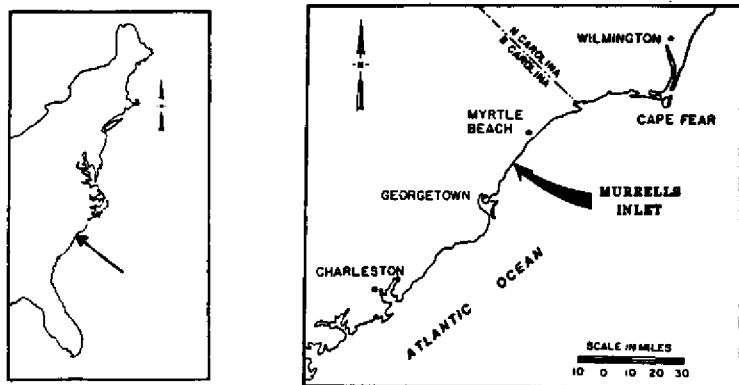 WILMINGTON
N CAROLINA
S CAROLINA
MYRTLE
BEACH
CAPE FEAR
MURRELLS
INLET
GEORGETOWN
CHARLESTON
ATLANTIC OCEAN
SCALE IN MILES
10 0 10 20 30